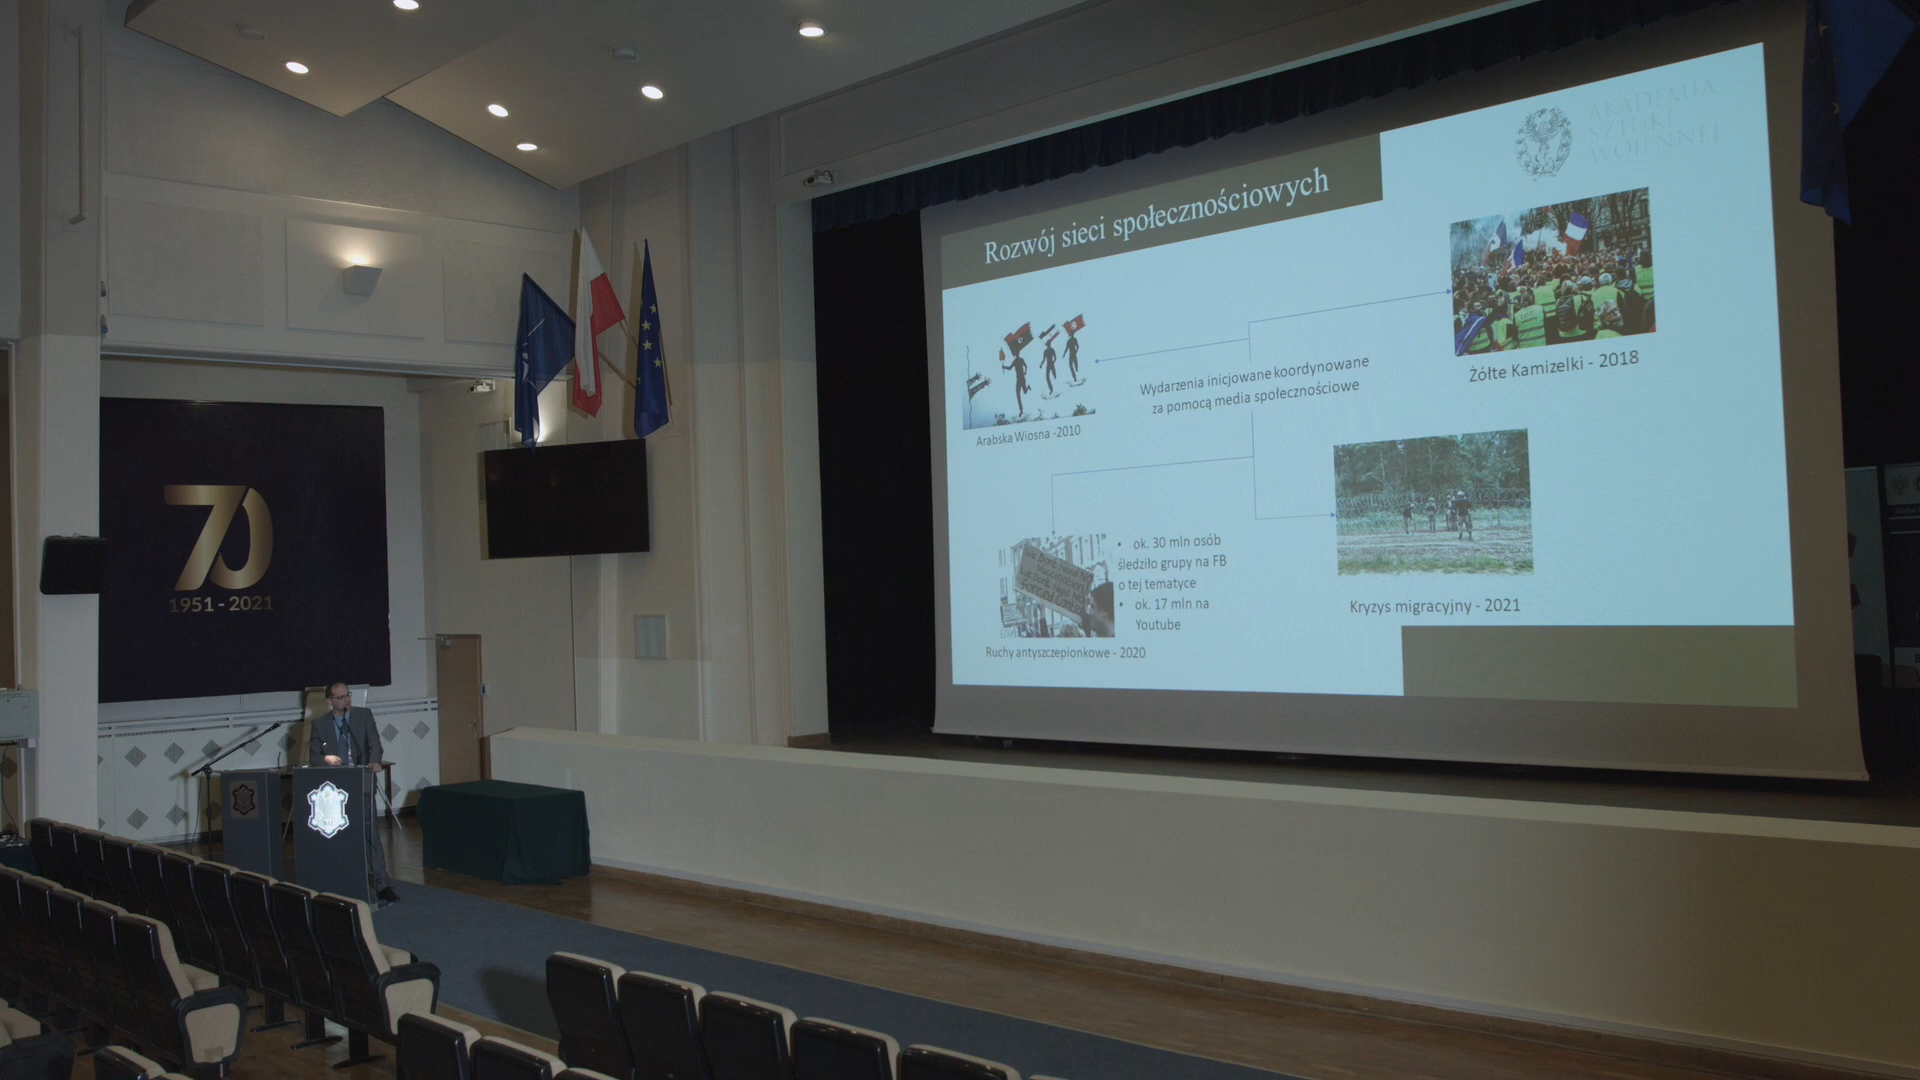 AKADEMIA
SZTUKI
WOJENNEJ
Rozwój sieci społecznościowych
Żółte Kamizelki - 2018
Wydarzenia inicjowane koordynowane
za pomocą media społecznościowe
Arabska Wiosna -2010
• ok. 30 mln osób
śledziło grupy na FB
o tej tematyce
• ok. 17 mln na
Youtube
Ruchy antyszczepionkowe - 2020
Kryzys migracyjny - 2021
70
1951 - 2021